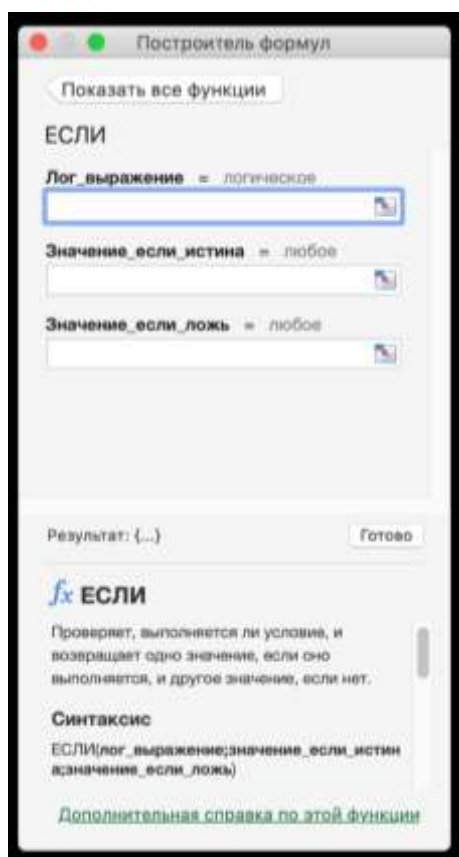 Построитель формул
Показать все функции
ЕСЛИ
Лог_выражение = логическое
Значение_если_истина = любое
Значение_если_ложь = любое
Результат: {...}
Готово
fx ЕСЛИ
Проверяет, выполняется ли условие, и
возвращает одно значение, если оно
выполняется, и другое значение, если нет.
Синтаксис
ЕСЛИ(лог_выражение;значение_если_истин
а;значение_если_ложь)
Дополнительная справка по этой функции